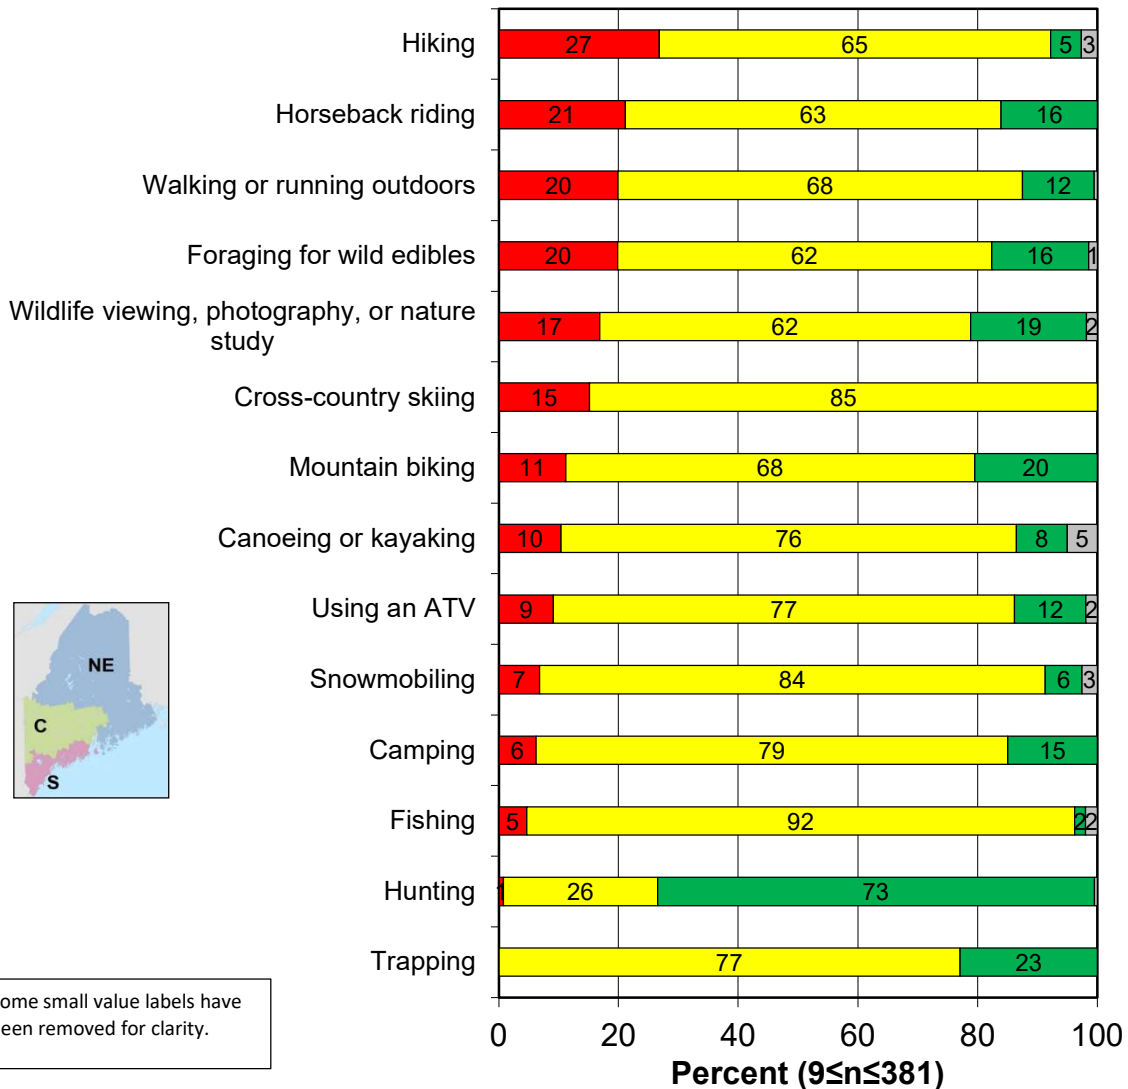 Hiking 27 65 5 3
Horseback riding 21 63 16
Walking or running outdoors 20 68 12
Foraging for wild edibles 20 62 16 1
Wildlife viewing, photography, or nature
study 17 62 19 2
Cross-country skiing 15 85
Mountain biking 11 68 20
Canoeing or kayaking 10 76 8 5
Using an ATV 9 77 12 2
Snowmobiling 7 84 6 3
Camping 6 79 15
Fishing 5 92 2 2
Hunting 1 26 73
Trapping 77 23
NE
C
S
ome small value labels have
een removed for clarity.
0 20 40 60 80 100
Percent (9≤n≤381)